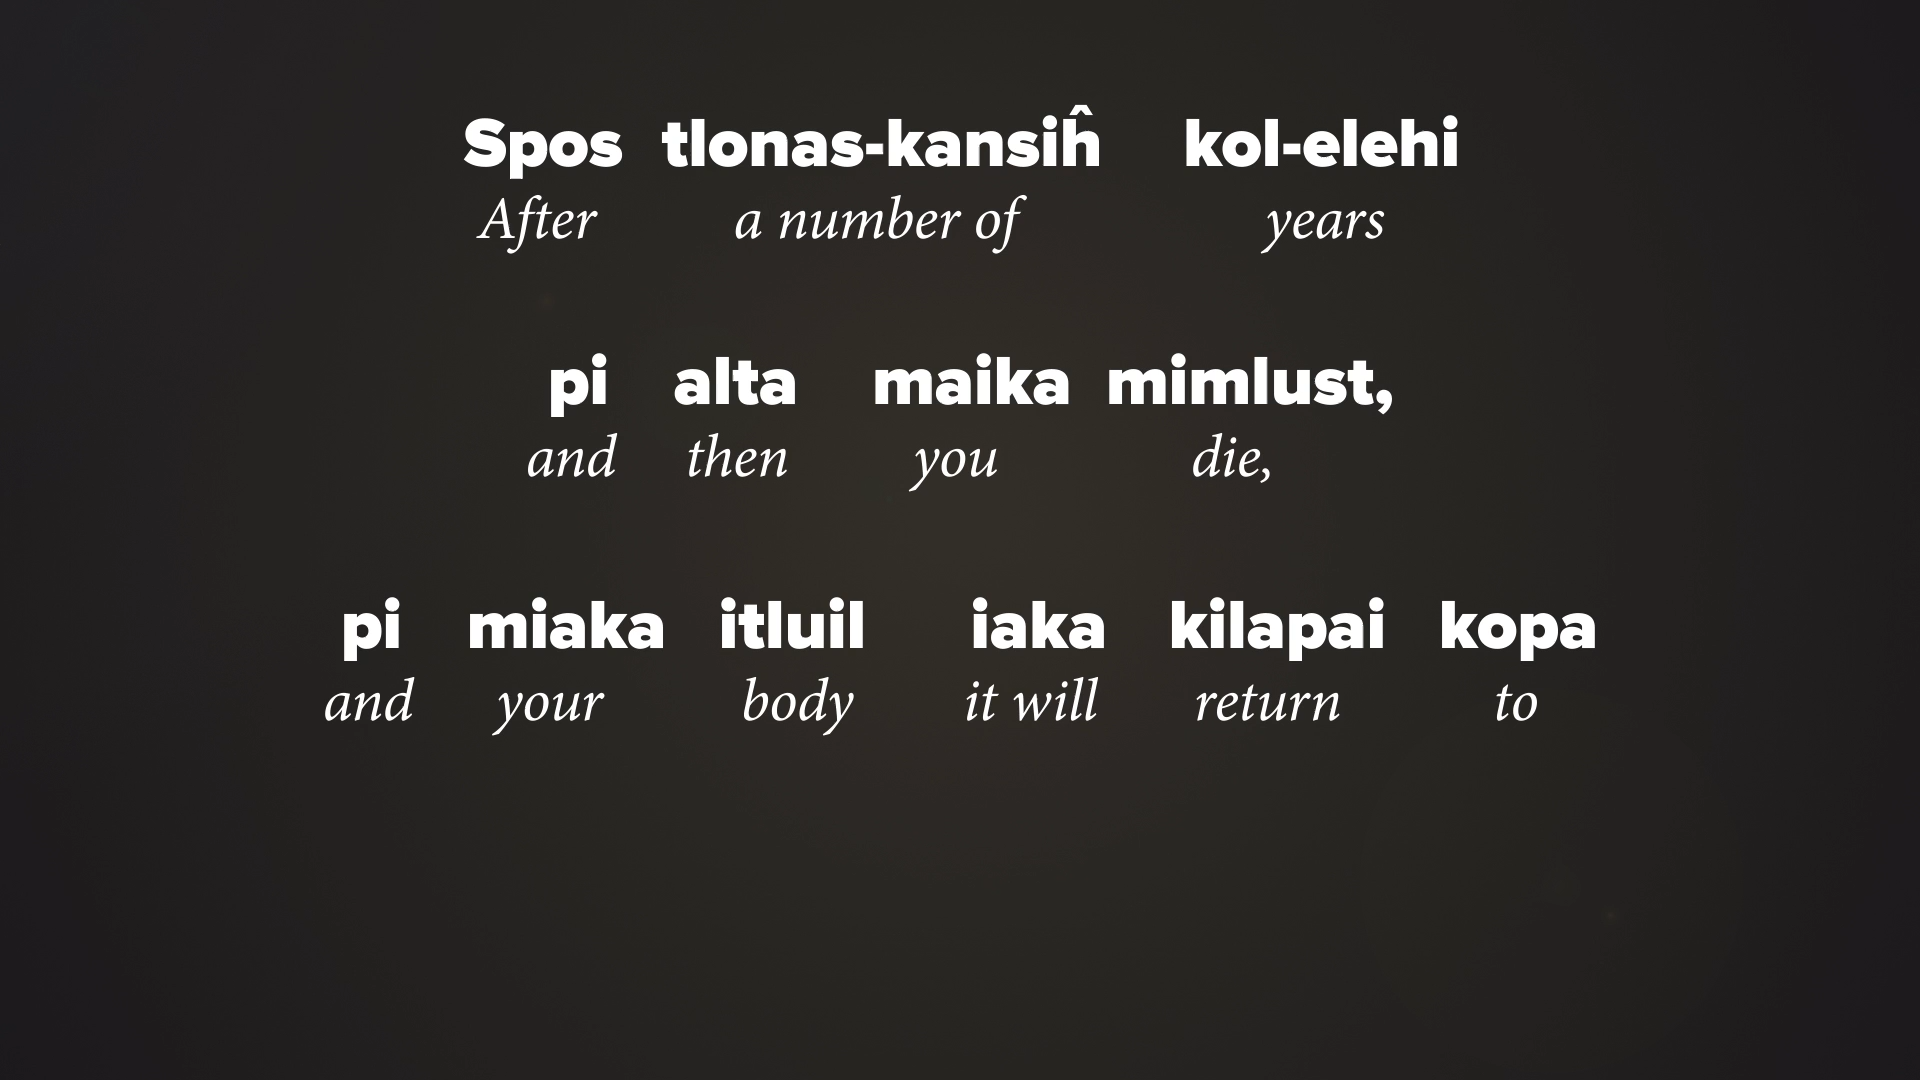 Spos tlonas-kansiĥ kol-elehi
After a number of years
pi alta maika mimlust,
and then you die,
pi miaka itluil iaka kilapai kopa
and your body it will return to